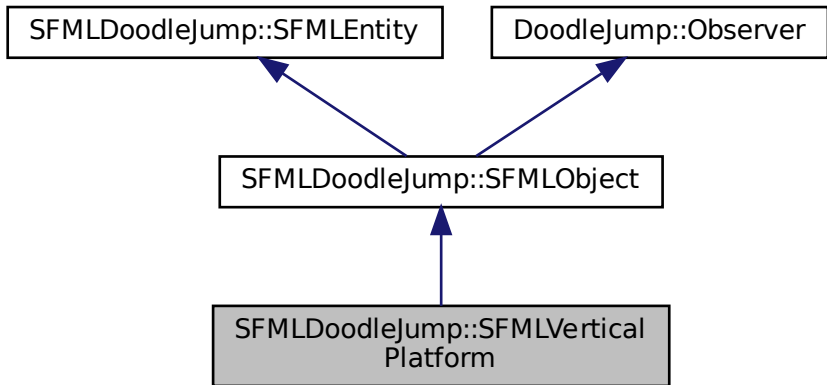 SFMLDoodleJump::SFMLEntity
DoodleJump::Observer
SFMLDoodleJump::SFMLObject
SFMLDoodleJump::SFMLVertical
Platform